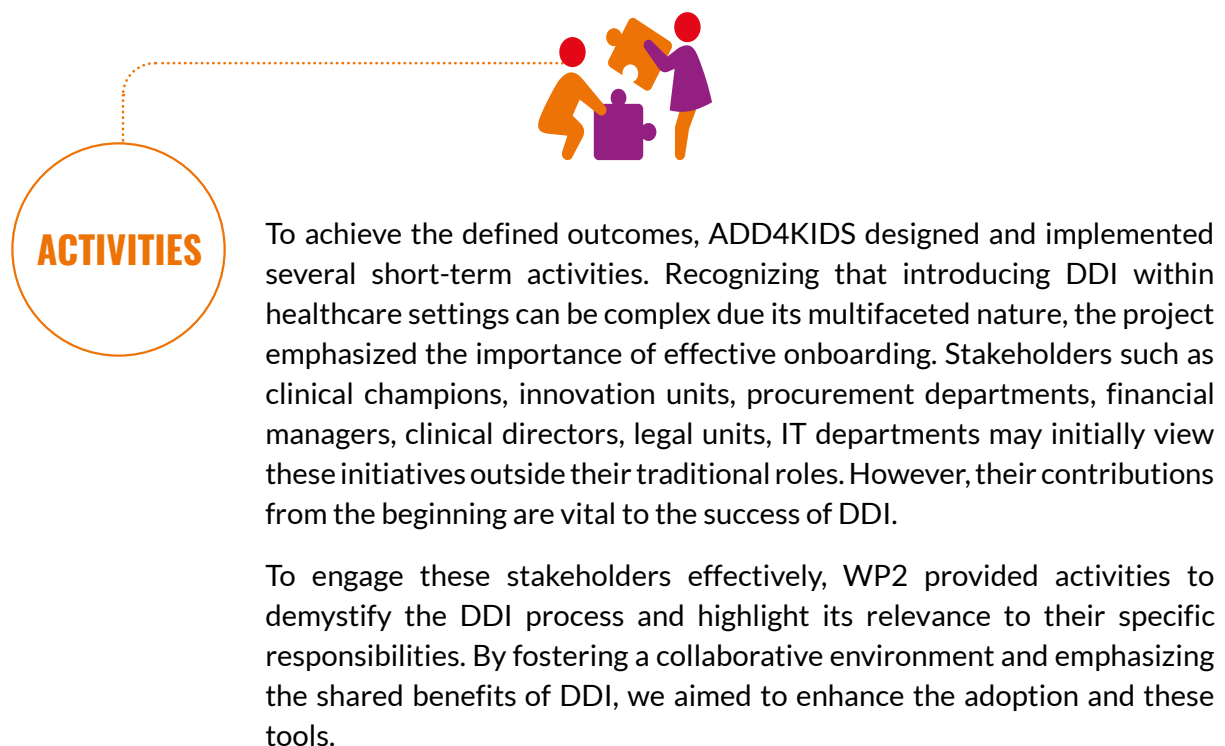 ACTIVITIES
To achieve the defined outcomes, ADD4KIDS designed and implemented
several short-term activities. Recognizing that introducing DDI within
healthcare settings can be complex due its multifaceted nature, the project
emphasized the importance of effective onboarding. Stakeholders such as
clinical champions, innovation units, procurement departments, financial
managers, clinical directors, legal units, IT departments may initially view
these initiatives outside their traditional roles. However, their contributions
from the beginning are vital to the success of DDI.
To engage these stakeholders effectively, WP2 provided activities to
demystify the DDI process and highlight its relevance to their specific
responsibilities. By fostering a collaborative environment and emphasizing
the shared benefits of DDI, we aimed to enhance the adoption and these
tools.